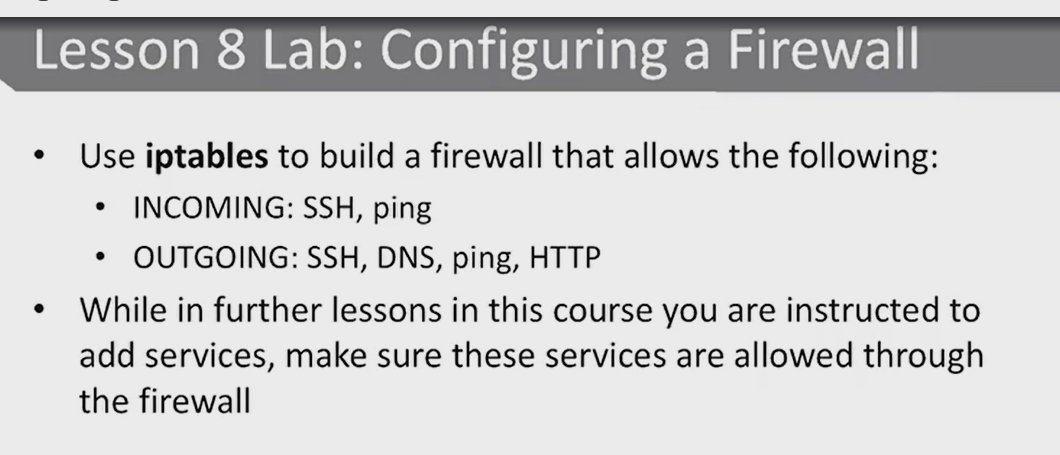 Lesson 8 Lab: Configuring a Firewall
• Use iptables to build a firewall that allows the following:
• INCOMING: SSH, ping
• OUTGOING: SSH, DNS, ping, HTTP
• While in further lessons in this course you are instructed to
add services, make sure these services are allowed through
the firewall